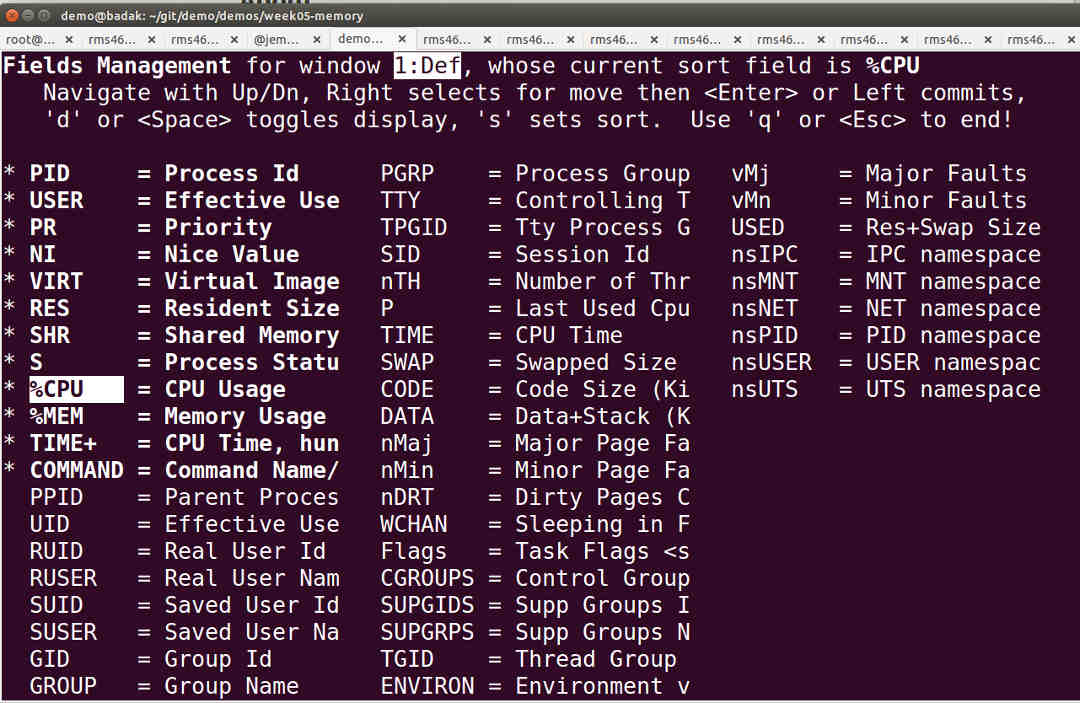 demo@badak: ~/git/demo/demos/week05-memory
root@... × rms46... × rms46... × @jem... × demo... × rms46... × rms46... × rms46... × rms46... × rms46... × rms46... × rms46... × rms46... ×
Fields Management for window 1:Def, whose current sort field is %CPU
Navigate with Up/Dn, Right selects for move then <Enter> or Left commits,
'd' or <Space> toggles display, 's' sets sort. Use 'q' or <Esc> to end!
* PID = Process Id PGRP = Process Group vMj = Major Faults
* USER = Effective Use TTY = Controlling T vMn = Minor Faults
* PR = Priority TPGID = Tty Process G USED = Res+Swap Size
* NI = Nice Value SID = Session Id nsIPC = IPC namespace
* VIRT = Virtual Image nTH = Number of Thr nsMNT = MNT namespace
* RES = Resident Size P = Last Used Cpu nsNET = NET namespace
* SHR = Shared Memory TIME = CPU Time nsPID = PID namespace
* S = Process Statu SWAP = Swapped Size nsUSER = USER namespac
* %CPU = CPU Usage CODE = Code Size (Ki nsUTS = UTS namespace
* %MEM = Memory Usage DATA = Data+Stack (K
* TIME+ = CPU Time, hun nMaj = Major Page Fa
* COMMAND = Command Name/ nMin = Minor Page Fa
PPID = Parent Proces nDRT = Dirty Pages C
UID = Effective Use WCHAN = Sleeping in F
RUID = Real User Id Flags = Task Flags <s
RUSER = Real User Nam CGROUPS = Control Group
SUID = Saved User Id SUPGIDS = Supp Groups I
SUSER = Saved User Na SUPGRPS = Supp Groups N
GID = Group Id TGID = Thread Group
GROUP = Group Name ENVIRON = Environment v